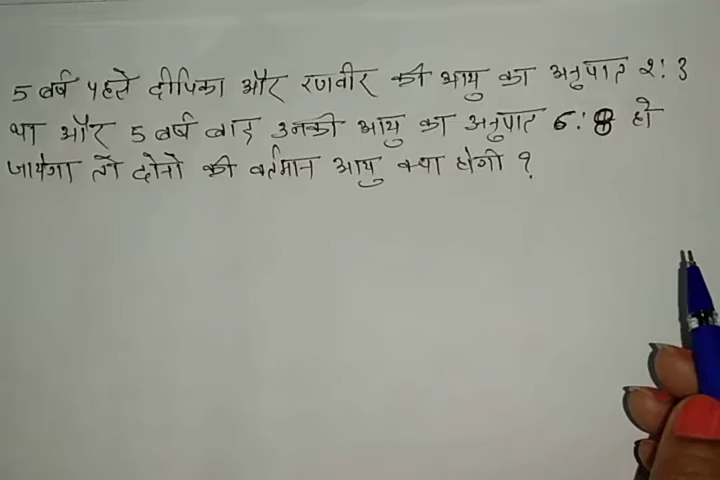 5 वर्ष पहले दीपिका और रणवीर की आयु का अनुपात 2:3
था और 5 वर्ष बाद उनकी आयु का अनुपात 6:8 हो
जायेगा तो दोनो की वर्तमान आयु क्या होगी ?